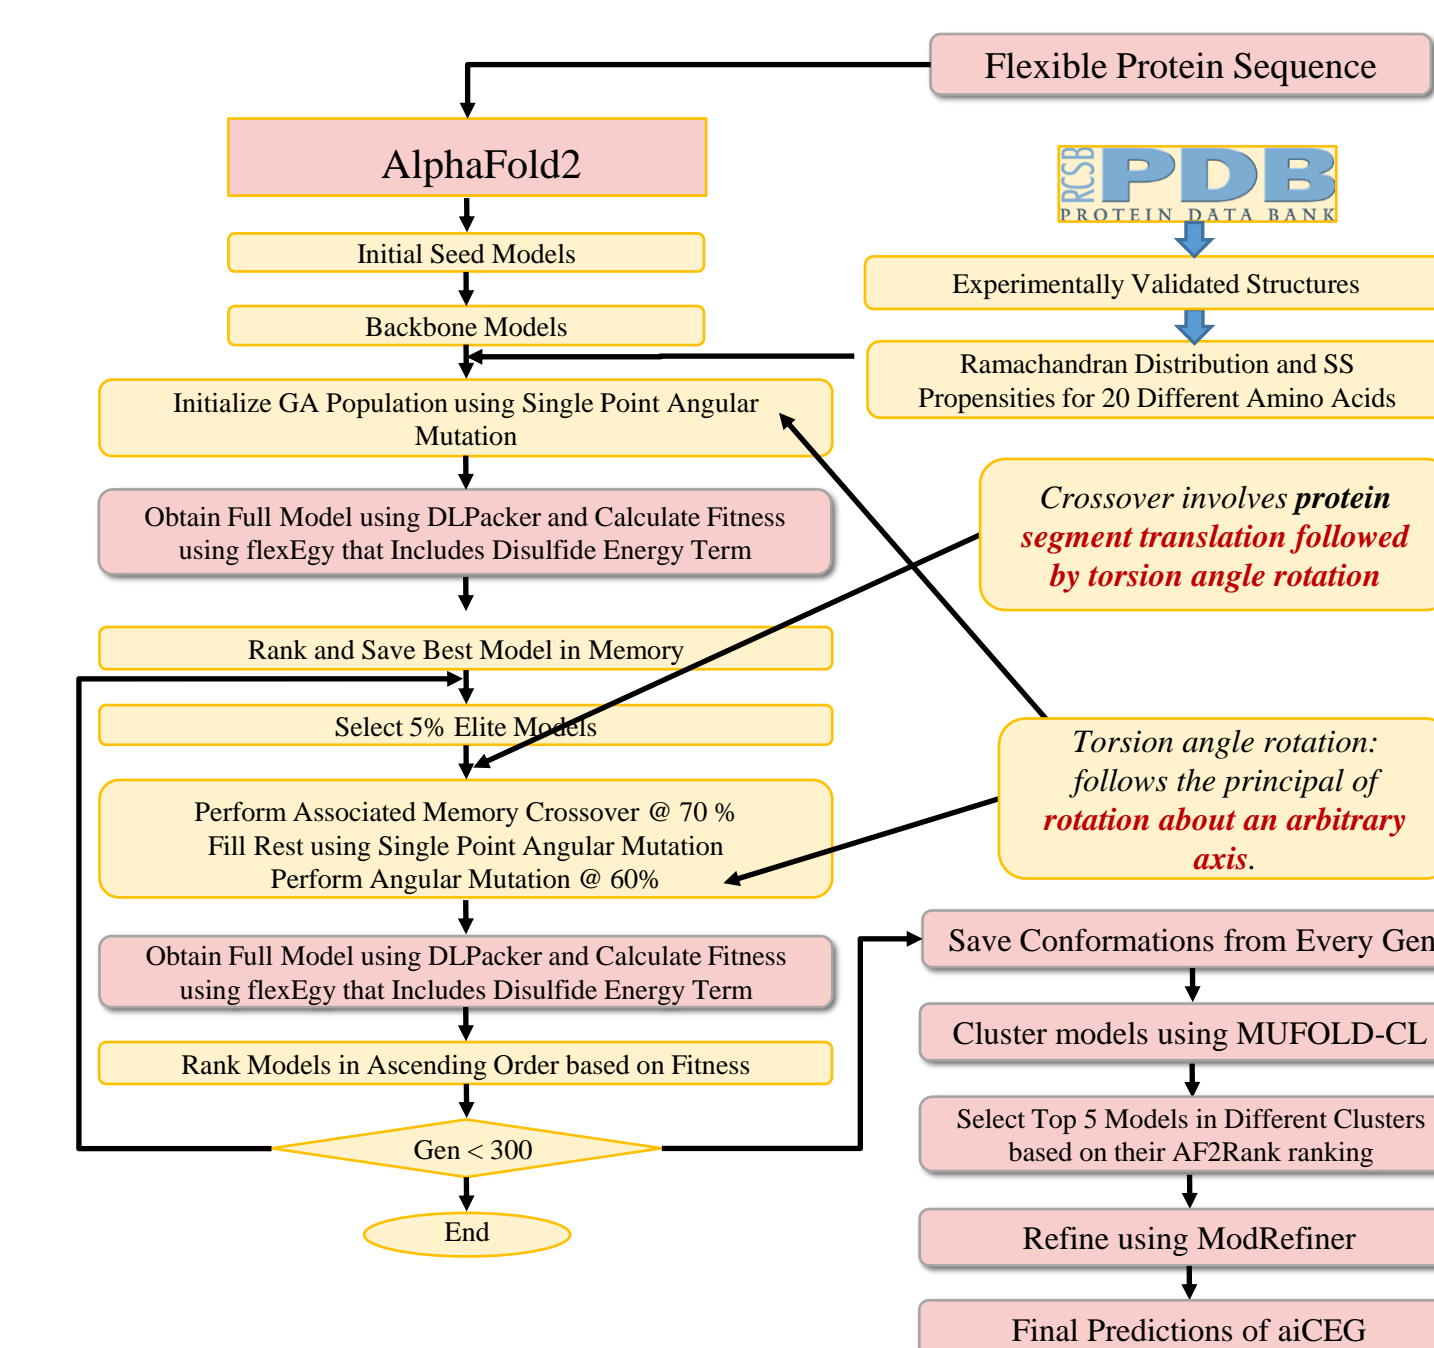 Flexible Protein Sequence
AlphaFold2
RCSB
PDB
PROTEIN DATA BANK
Initial Seed Models
Experimentally Validated Structures
Backbone Models
Ramachandran Distribution and SS
Propensities for 20 Different Amino Acids
Initialize GA Population using Single Point Angular
Mutation
Crossover involves protein
segment translation followed
by torsion angle rotation
Obtain Full Model using DLPacker and Calculate Fitness
using flexEgy that Includes Disulfide Energy Term
Rank and Save Best Model in Memory
Select 5% Elite Models
Torsion angle rotation:
follows the principal of
rotation about an arbitrary
axis.
Perform Associated Memory Crossover @ 70 %
Fill Rest using Single Point Angular Mutation
Perform Angular Mutation @ 60%
Obtain Full Model using DLPacker and Calculate Fitness
using flexEgy that Includes Disulfide Energy Term
Rank Models in Ascending Order based on Fitness
Gen < 300
End
Save Conformations from Every Gen
Cluster models using MUFOLD-CL
Select Top 5 Models in Different Clusters
based on their AF2Rank ranking
Refine using ModRefiner
Final Predictions of aiCEG